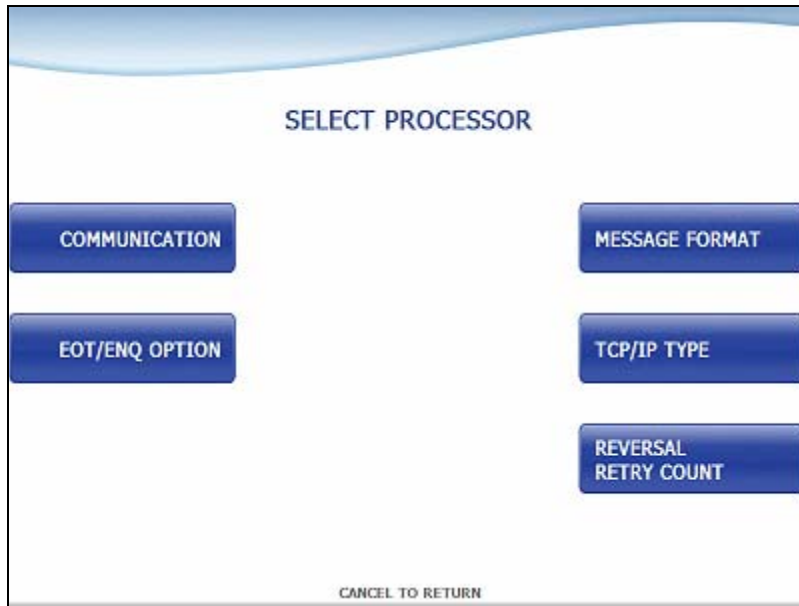 SELECT PROCESSOR
COMMUNICATION
MESSAGE FORMAT
EOT/ENQ OPTION
TCP/IP TYPE
REVERSAL
RETRY COUNT
CANCEL TO RETURN